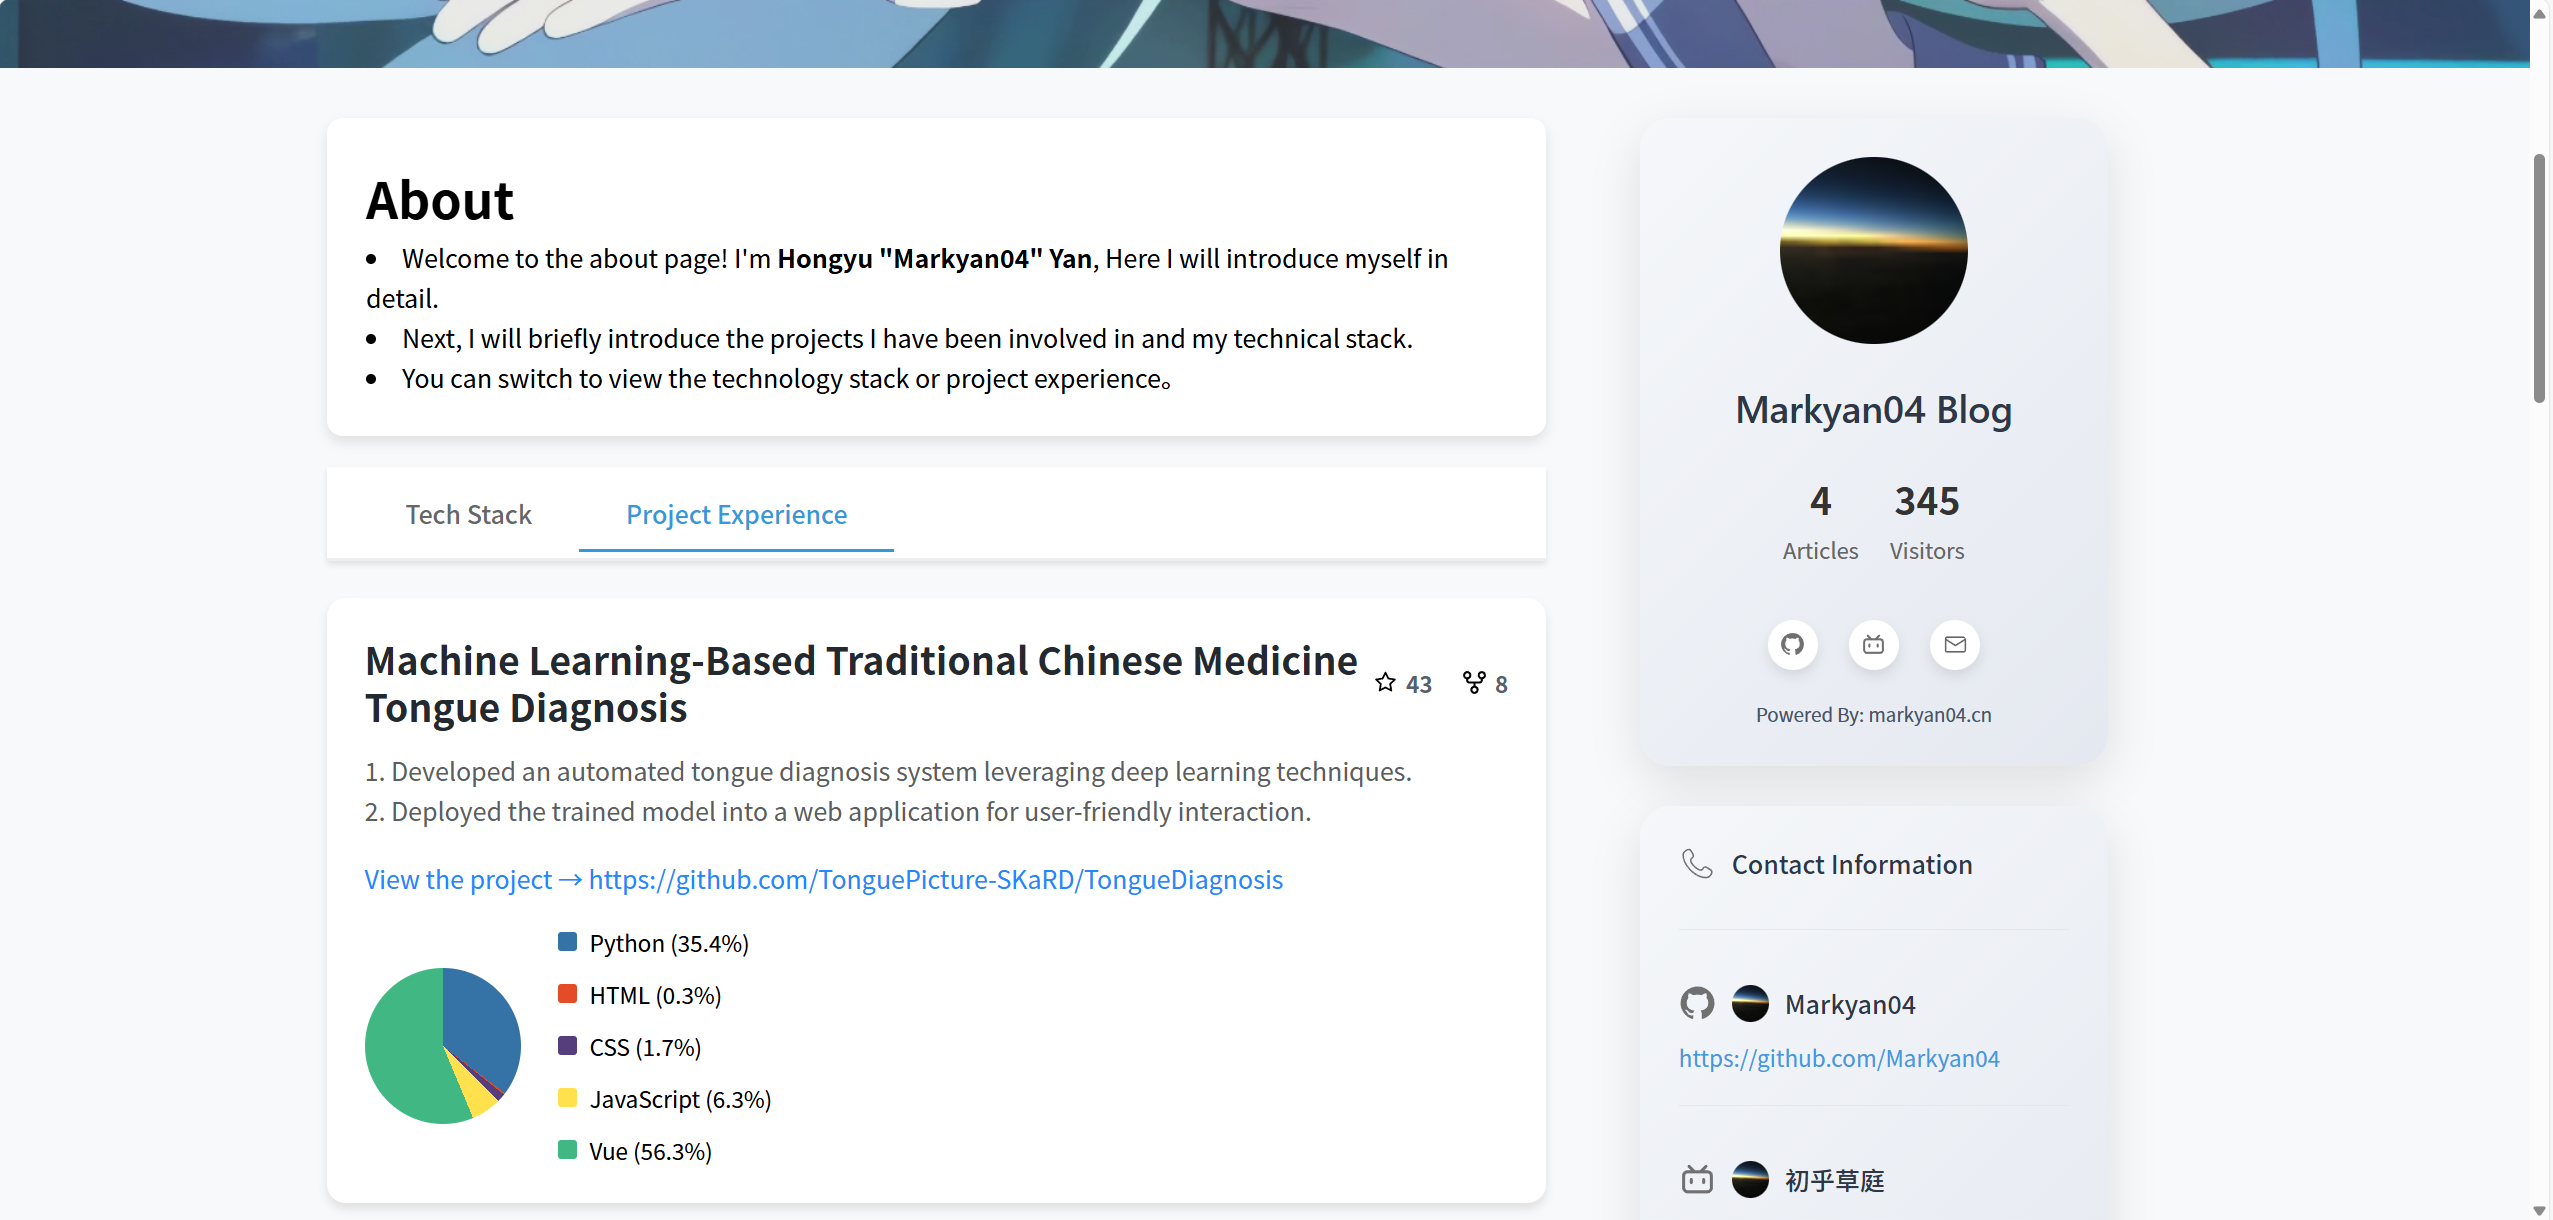 About
• Welcome to the about page! I'm Hongyu "Markyan04" Yan, Here I will introduce myself in
detail.
• Next, I will briefly introduce the projects I have been involved in and my technical stack.
• You can switch to view the technology stack or project experience。
Tech Stack
Project Experience
Machine Learning-Based Traditional Chinese Medicine
Tongue Diagnosis
43
8
1. Developed an automated tongue diagnosis system leveraging deep learning techniques.
2. Deployed the trained model into a web application for user-friendly interaction.
View the project → https://github.com/TonguePicture-SKaRD/TongueDiagnosis
Python (35.4%)
HTML (0.3%)
CSS (1.7%)
JavaScript (6.3%)
Vue (56.3%)
Markyan04 Blog
4
345
Articles
Visitors
Powered By: markyan04.cn
Contact Information
Markyan04
https://github.com/Markyan04
初乎草庭